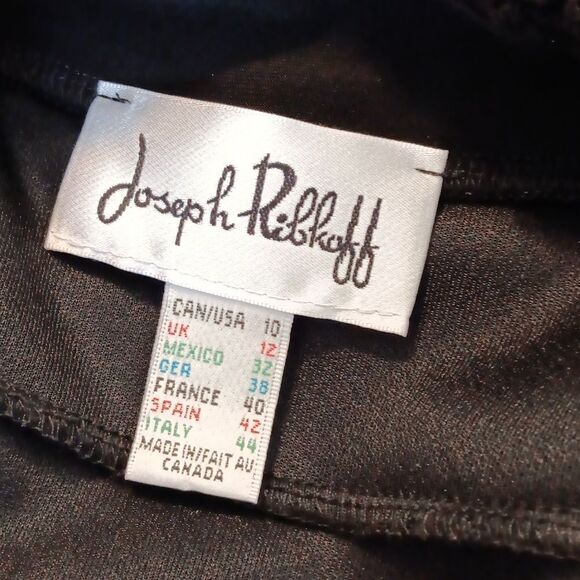 Joseph Ribkoff
CAN/USA 10
UK 12
MEXICO 32
GER 38
FRANCE 40
SPAIN 42
ITALY 44
MADE IN/FAIT AU
CANADA